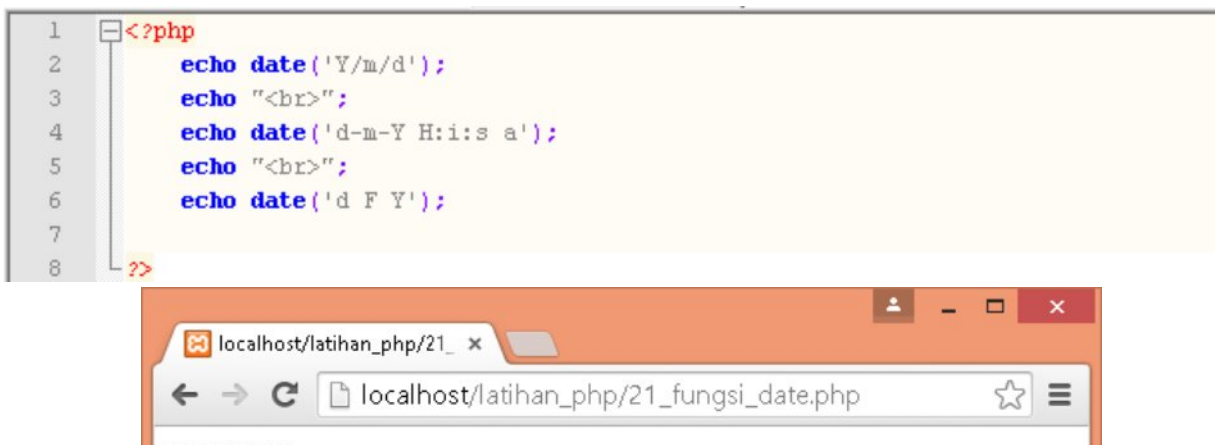 1 <?php
2 echo date('Y/m/d');
3 echo "<br>";
4 echo date('d-m-Y H:i:s a');
5 echo "<br>";
6 echo date('d F Y');
7
8 ?>
localhost/latihan_php/21_
localhost/latihan_php/21_fungsi_date.php